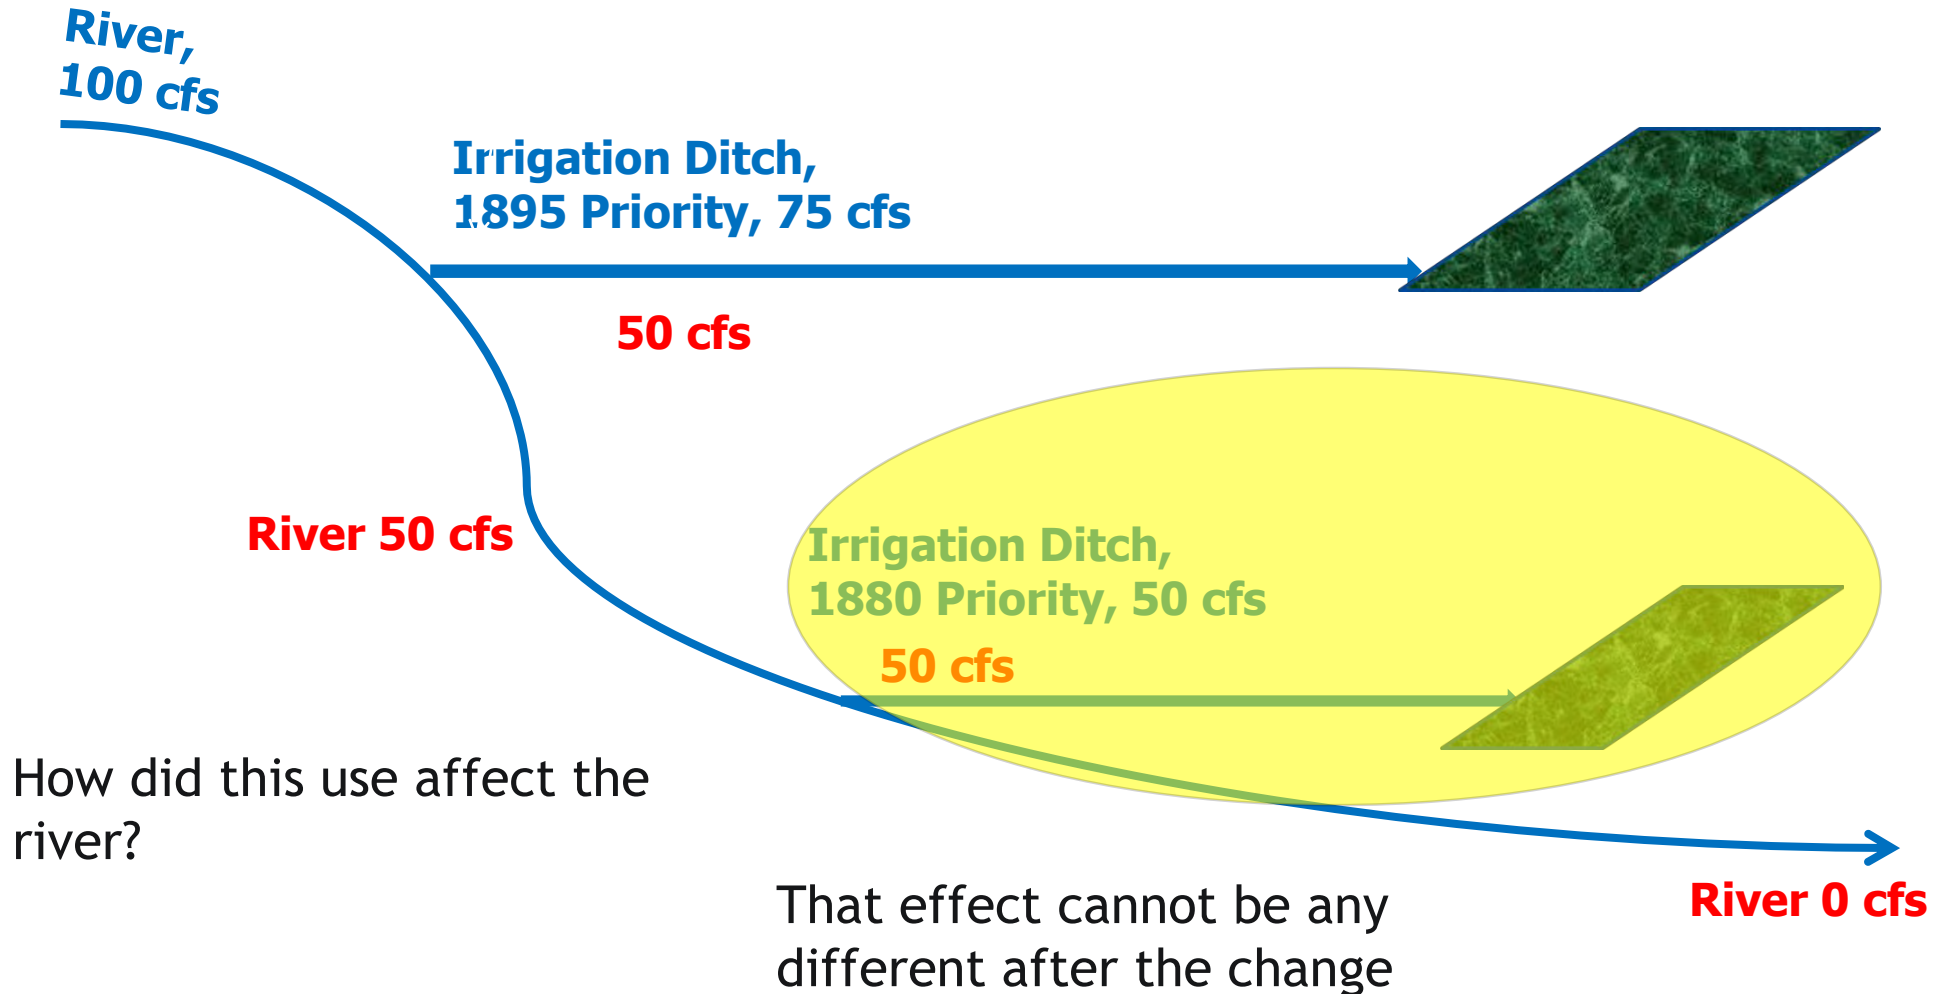 River,
100 cfs
Irrigation Ditch,
1895 Priority, 75 cfs
50 cfs
River 50 cfs
Irrigation Ditch,
1880 Priority, 50 cfs
50 cfs
How did this use affect the
river?
That effect cannot be any
different after the change
River 0 cfs